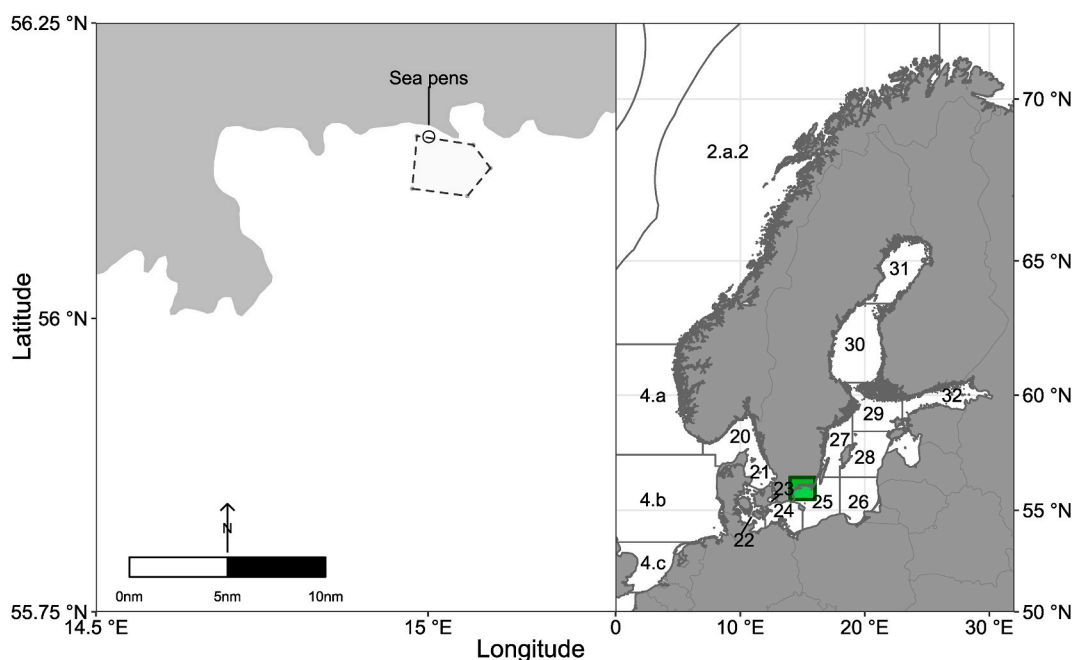 56.25 °N
Sea pens
Latitude
56 °N
N
0nm 5nm 10nm
55.75 °N
14.5 °E 15 °E
Longitude
2.a.2
70 °N
31
65 °N
30
4.a
32
60 °N
29
20
27
28
21
23
4.b
25
26
24
55 °N
22
4.c
50 °N
0 10 °E 20 °E 30 °E